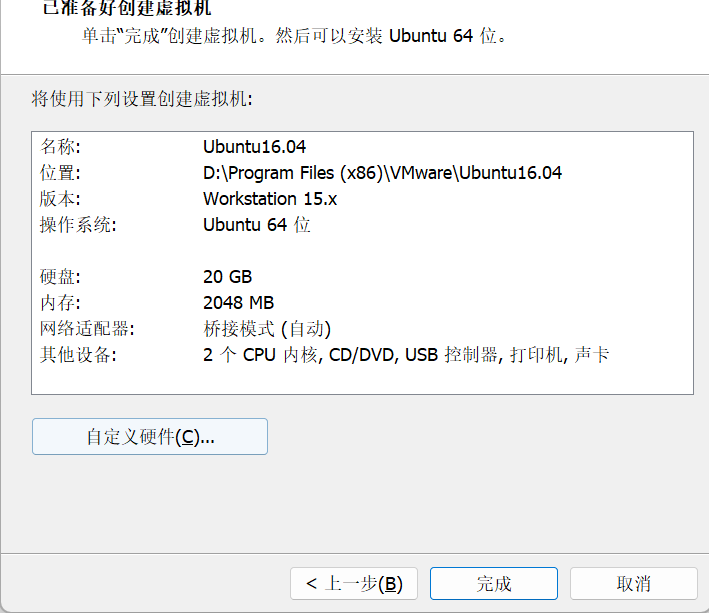 已准备好创建虚拟机
单击“完成”创建虚拟机。然后可以安装 Ubuntu 64 位。
将使用下列设置创建虚拟机:
名称: Ubuntu16.04
位置: D:\Program Files (x86)\VMware\Ubuntu16.04
版本: Workstation 15.x
操作系统: Ubuntu 64 位
硬盘: 20 GB
内存: 2048 MB
网络适配器: 桥接模式 (自动)
其他设备: 2 个 CPU 内核, CD/DVD, USB 控制器, 打印机, 声卡
自定义硬件(C)...
< 上一步(B) 完成 取消